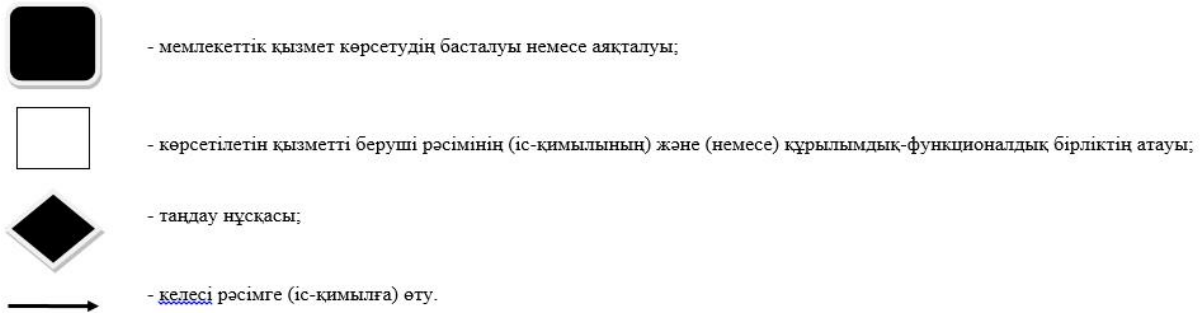 - мемлекеттік қызмет көрсетудің басталуы немесе аяқталуы;
- көрсетілетін қызметті беруші рәсімінің (іс-қимылының) және (немесе) құрылымдық-функционалдық бірліктің атауы;
- таңдау нұсқасы;
- келесі рәсімге (іс-қимылға) өту.